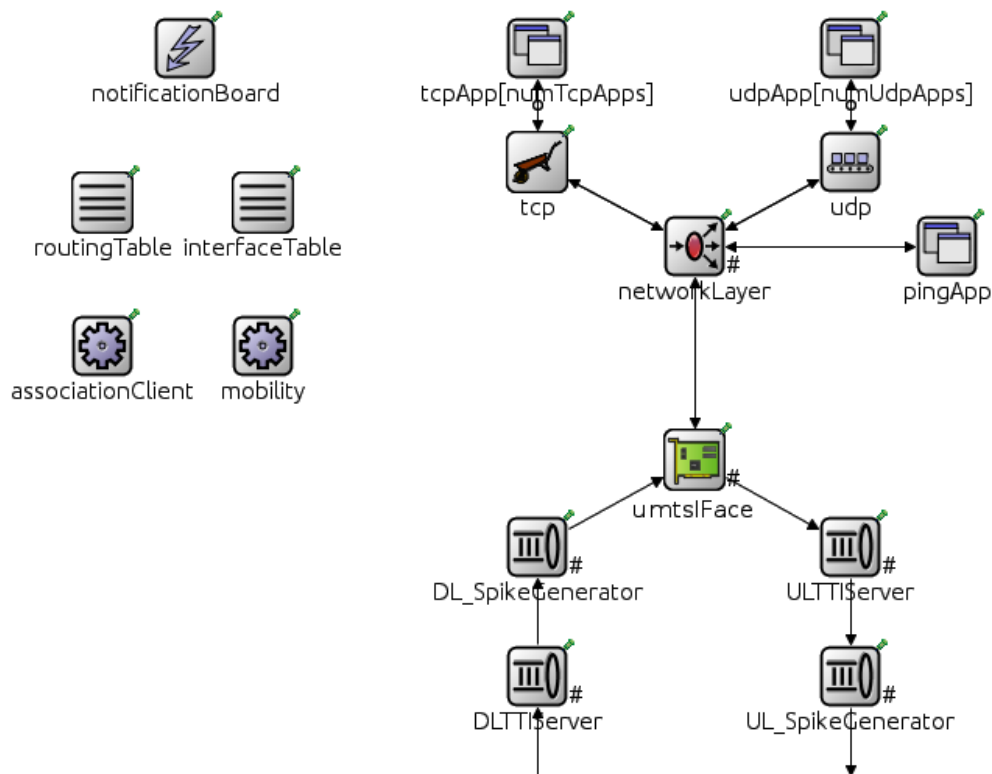 notificationBoard
tcpApp[numTcpApps]
udpApp[numUdpApps]
routingTable
interfaceTable
tcp
udp
#
networkLayer
pingApp
associationClient
mobility
#
umtsIFace
#
DL_SpikeGenerator
#
ULTTIServer
#
DLTTIServer
#
UL_SpikeGenerator